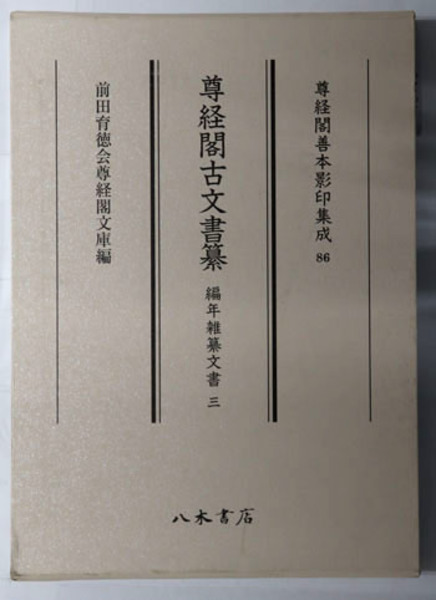 尊経閣善本影印集成 86
尊経閣古文書纂 編年雑纂文書 三
前田育徳会尊経閣文庫編
八木書店